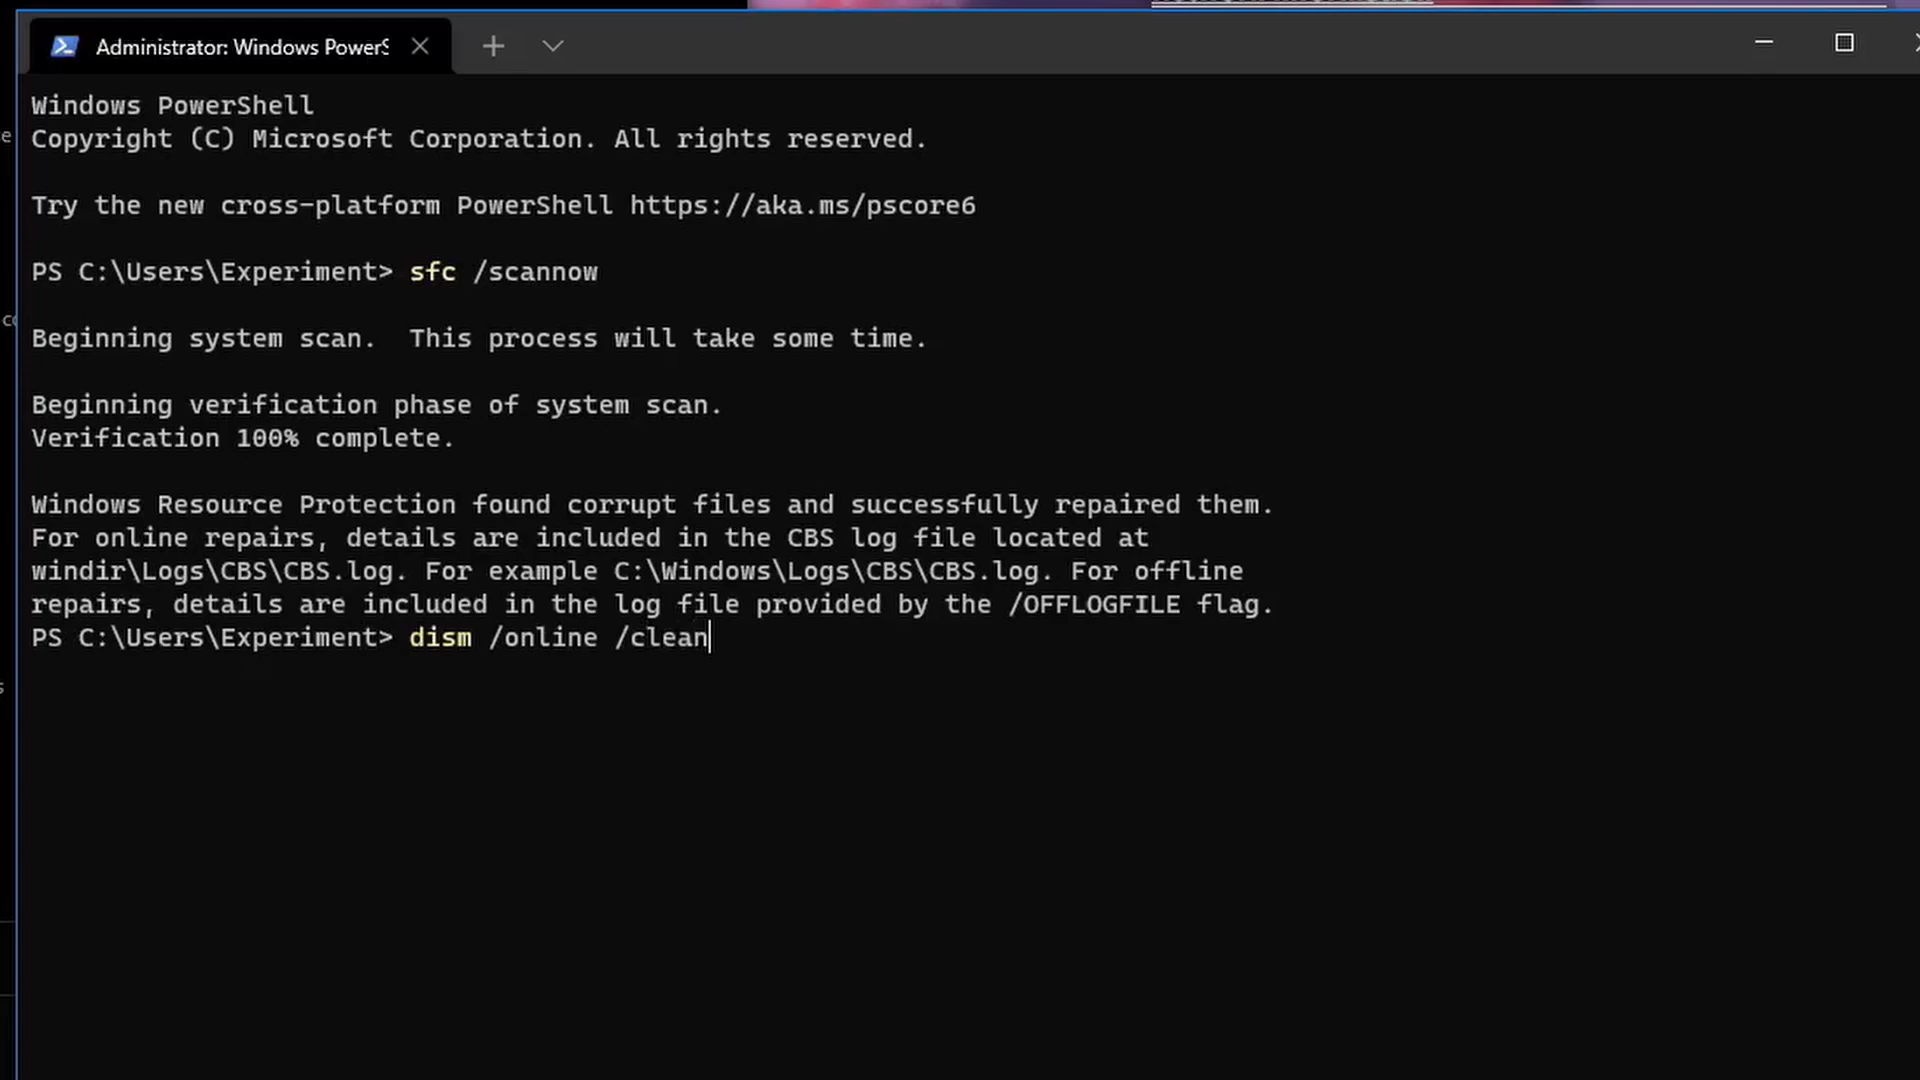 Administrator: Windows PowerS
Windows PowerShell
Copyright (C) Microsoft Corporation. All rights reserved.
Try the new cross-platform PowerShell https://aka.ms/pscore6
PS C:\Users\Experiment> sfc /scannow
Beginning system scan.  This process will take some time.
Beginning verification phase of system scan.
Verification 100% complete.
Windows Resource Protection found corrupt files and successfully repaired them.
For online repairs, details are included in the CBS log file located at
windir\Logs\CBS\CBS.log. For example C:\Windows\Logs\CBS\CBS.log. For offline
repairs, details are included in the log file provided by the /OFFLOGFILE flag.
PS C:\Users\Experiment> dism /online /clean